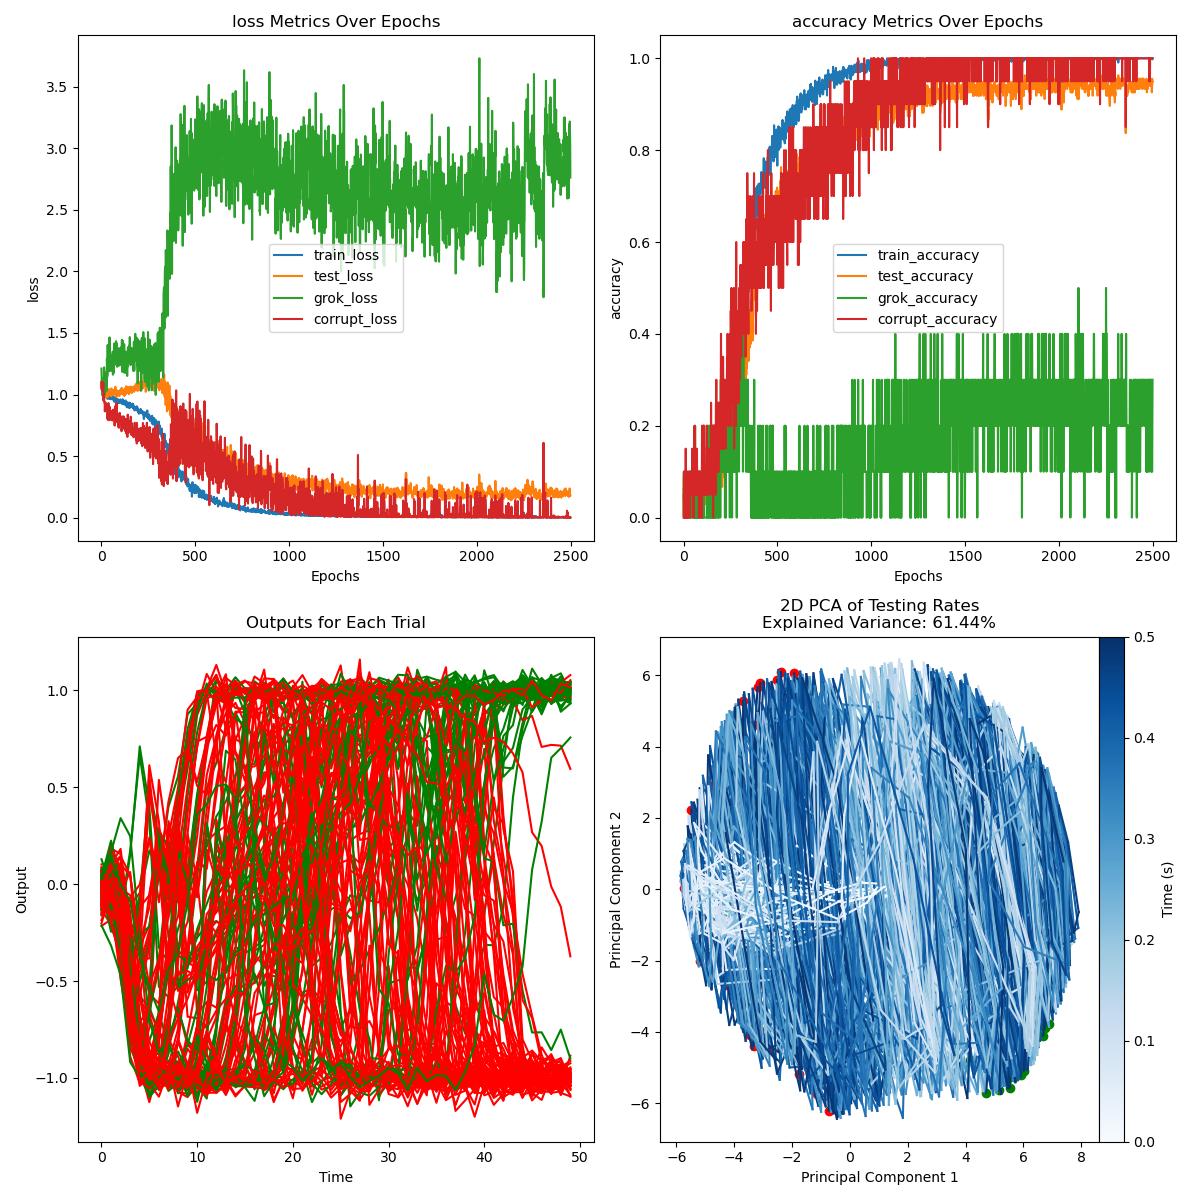 loss Metrics Over Epochs
loss
3.5
3.0
2.5
2.0
1.5
1.0
0.5
0.0
train_loss
test_loss
grok_loss
corrupt_loss
0
500
1000
1500
2000
2500
Epochs
accuracy Metrics Over Epochs
accuracy
1.0
0.8
0.6
0.4
0.2
0.0
train_accuracy
test_accuracy
grok_accuracy
corrupt_accuracy
0
500
1000
1500
2000
2500
Epochs
Outputs for Each Trial
Output
1.0
0.5
0.0
−0.5
−1.0
0
10
20
30
40
50
Time
2D PCA of Testing Rates
Explained Variance: 61.44%
Principal Component 2
6
4
2
0
−2
−4
−6
−6
−4
−2
0
2
4
6
8
Principal Component 1
0.5
0.4
0.3
0.2
0.1
0.0
Time (s)